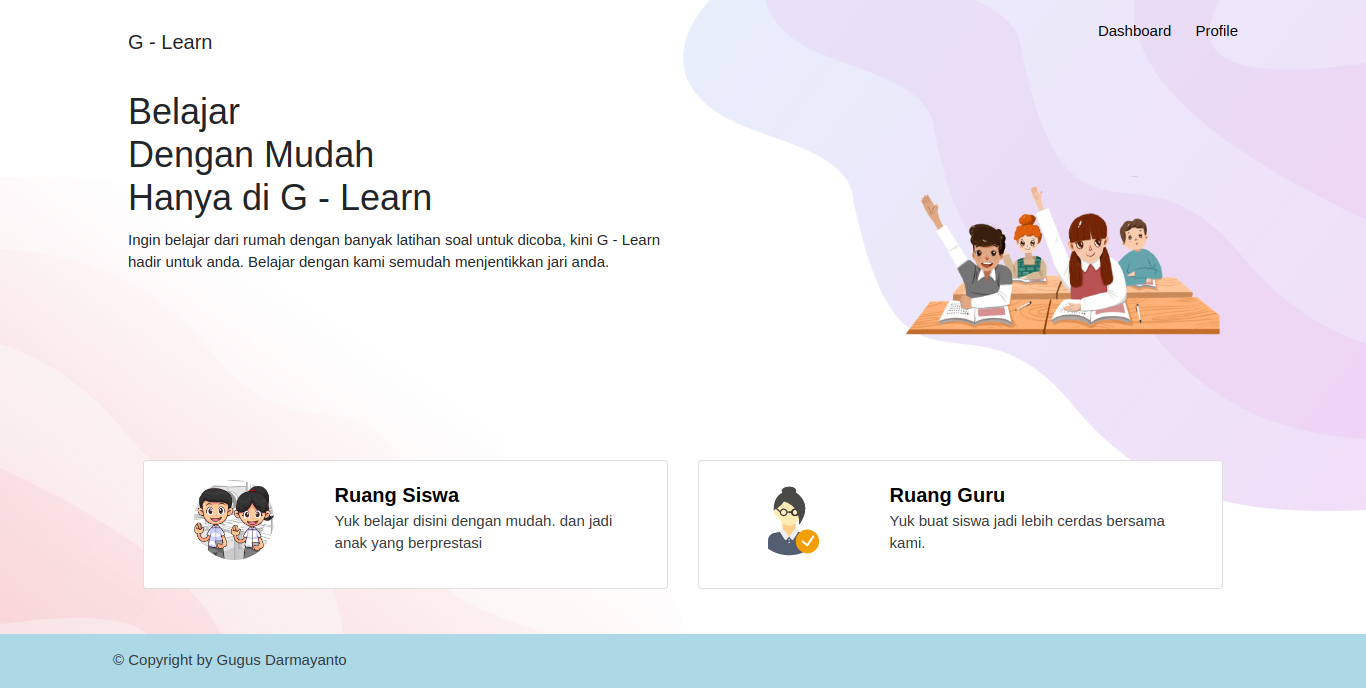 G - Learn
Dashboard
Profile
Belajar
Dengan Mudah
Hanya di G - Learn
Ingin belajar dari rumah dengan banyak latihan soal untuk dicoba, kini G - Learn
hadir untuk anda. Belajar dengan kami semudah menjentikkan jari anda.
Ruang Siswa
Yuk belajar disini dengan mudah. dan jadi
anak yang berprestasi
Ruang Guru
Yuk buat siswa jadi lebih cerdas bersama
kami.
© Copyright by Gugus Darmayanto